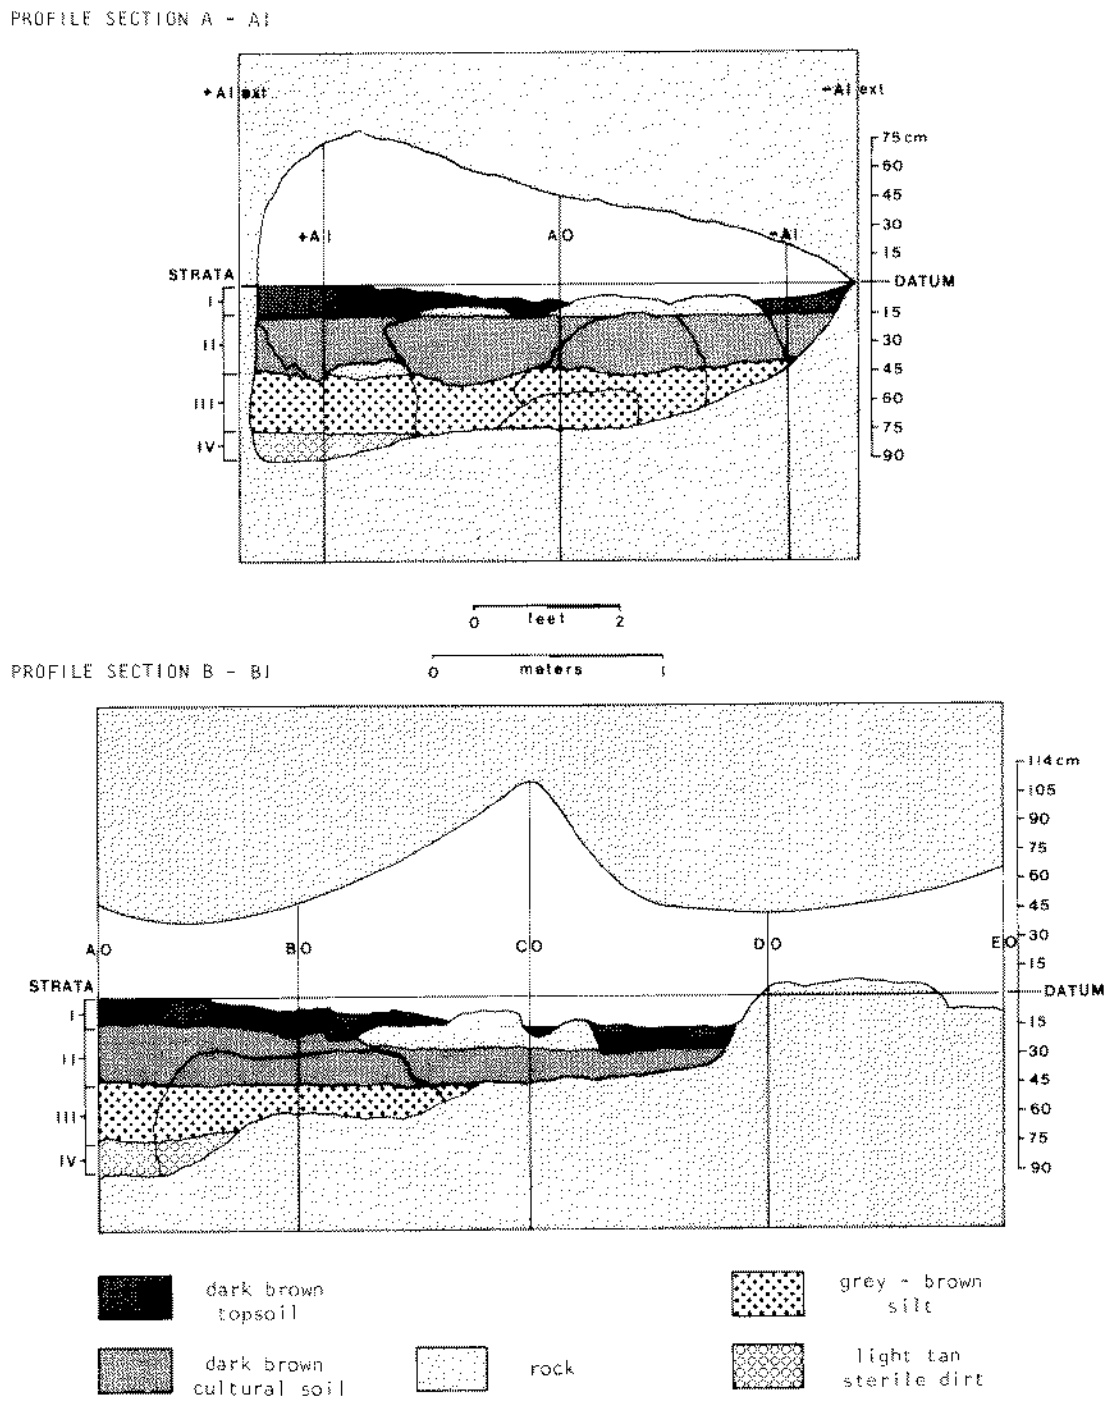 PROFILE SECTION A - A1
+A1 ext
-A1 ext
75 cm
60
45
30
15
+A1
A0
-A1
STRATA
DATUM
I
15
II
30
45
III
60
75
IV
90
0 feet 2
PROFILE SECTION B - B1
0 meters 1
114 cm
105
90
75
60
45
30
15
A0
B0
C0
D0
E0
STRATA
DATUM
I
15
II
30
45
III
60
75
IV
90
dark brown
topsoil
grey - brown
silt
dark brown
cultural soil
rock
light tan
sterile dirt